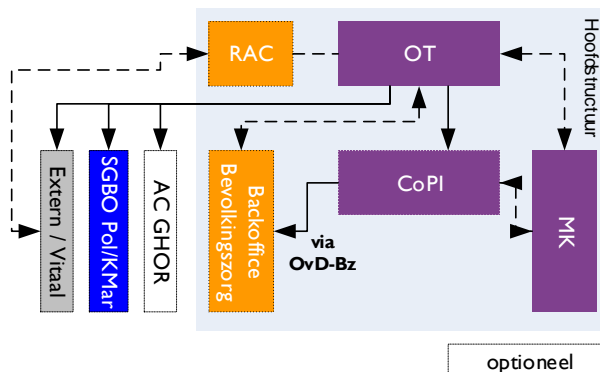 RAC
OT
Hoofdstructuur
Extern / Vitaal
SGBO Pol/KMar
AC GHOR
Backoffice
Bevolkingszorg
CoPI
MK
via
OvD-Bz
optioneel